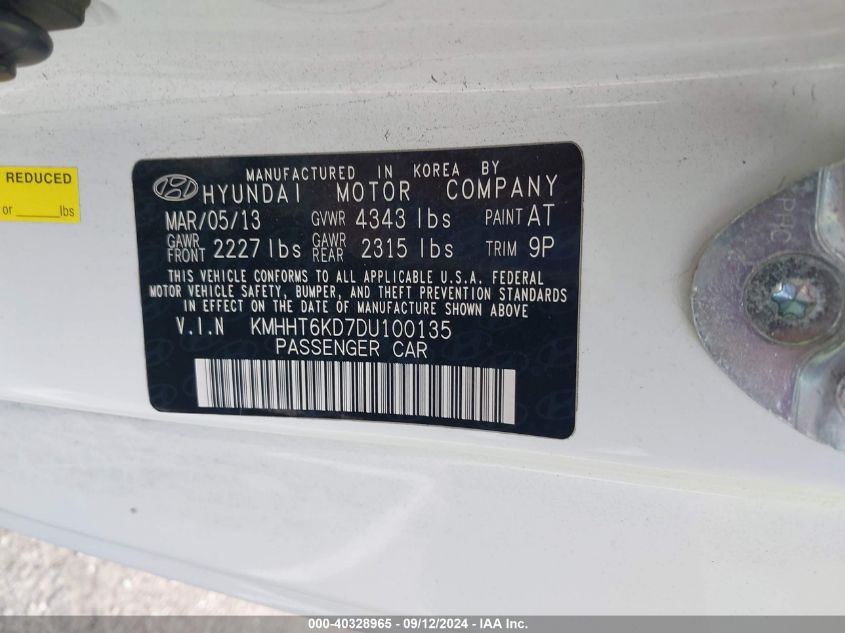 REDUCED
or ______lbs
MANUFACTURED IN KOREA BY
HYUNDAI MOTOR COMPANY
MAR/05/13 GVWR 4343 lbs PAINT AT
GAWR FRONT 2227 lbs GAWR REAR 2315 lbs TRIM 9P
THIS VEHICLE CONFORMS TO ALL APPLICABLE U.S.A. FEDERAL
MOTOR VEHICLE SAFETY, BUMPER, AND THEFT PREVENTION STANDARDS
IN EFFECT ON THE DATE OF MANUFACTURE SHOWN ABOVE
V.I.N KMHHT6KD7DU100135
PASSENGER CAR
000-40328965 - 09/12/2024 - IAA Inc.